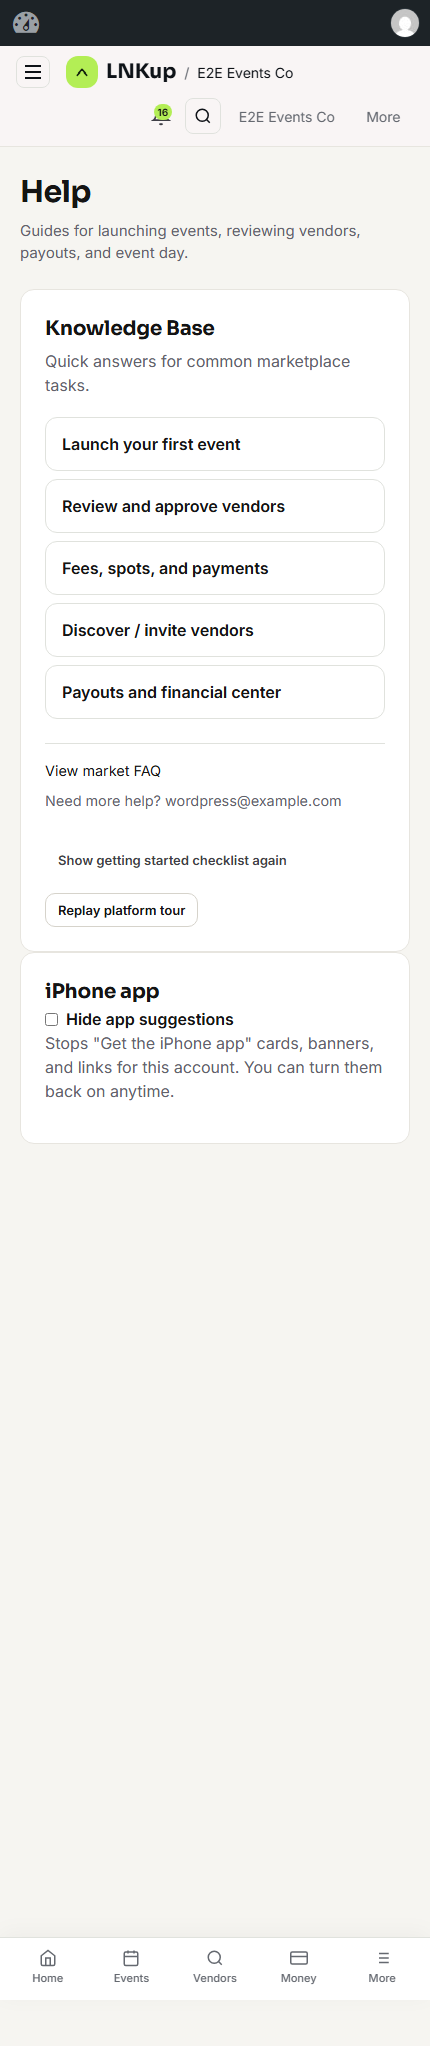 LNKup / E2E Events Co
16
E2E Events Co
More
Help
Guides for launching events, reviewing vendors,
payouts, and event day.
Knowledge Base
Quick answers for common marketplace
tasks.
Launch your first event
Review and approve vendors
Fees, spots, and payments
Discover / invite vendors
Payouts and financial center
View market FAQ
Need more help? wordpress@example.com
Show getting started checklist again
Replay platform tour
iPhone app
Hide app suggestions
Stops "Get the iPhone app" cards, banners,
and links for this account. You can turn them
back on anytime.
Home
Events
Vendors
Money
More